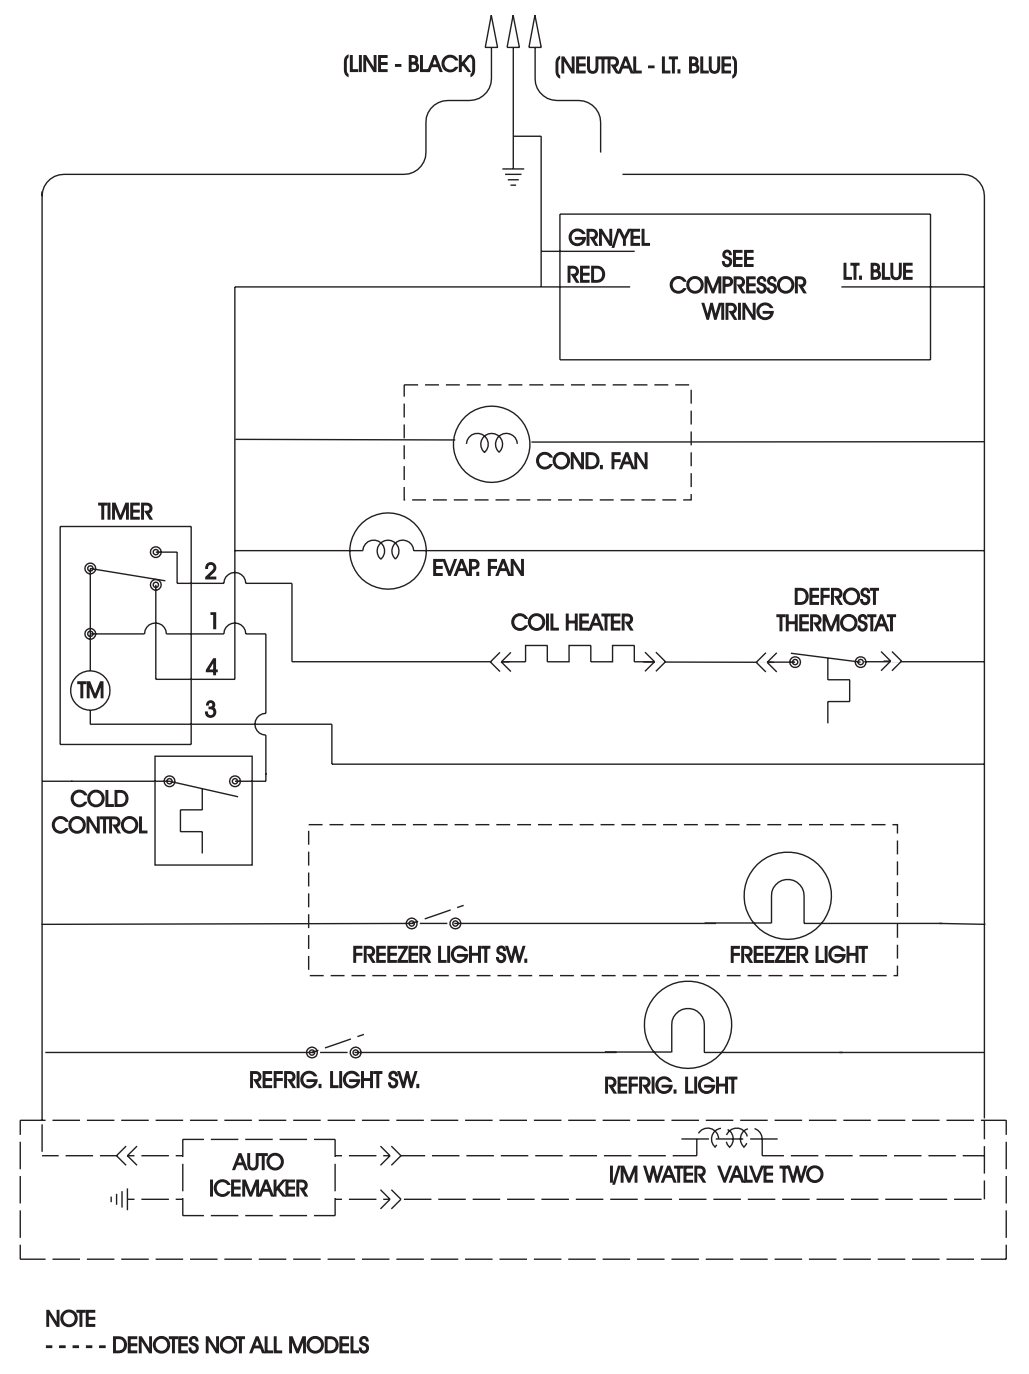 (LINE - BLACK)
(NEUTRAL - LT. BLUE)
GRN/YEL
RED
SEE
COMPRESSOR
WIRING
LT. BLUE
COND. FAN
TIMER
EVAP. FAN
2
1
4
3
TM
COIL HEATER
DEFROST
THERMOSTAT
COLD
CONTROL
FREEZER LIGHT SW.
FREEZER LIGHT
REFRIG. LIGHT SW.
REFRIG. LIGHT
AUTO
ICEMAKER
I/M WATER VALVE TWO
NOTE
- - - - - DENOTES NOT ALL MODELS